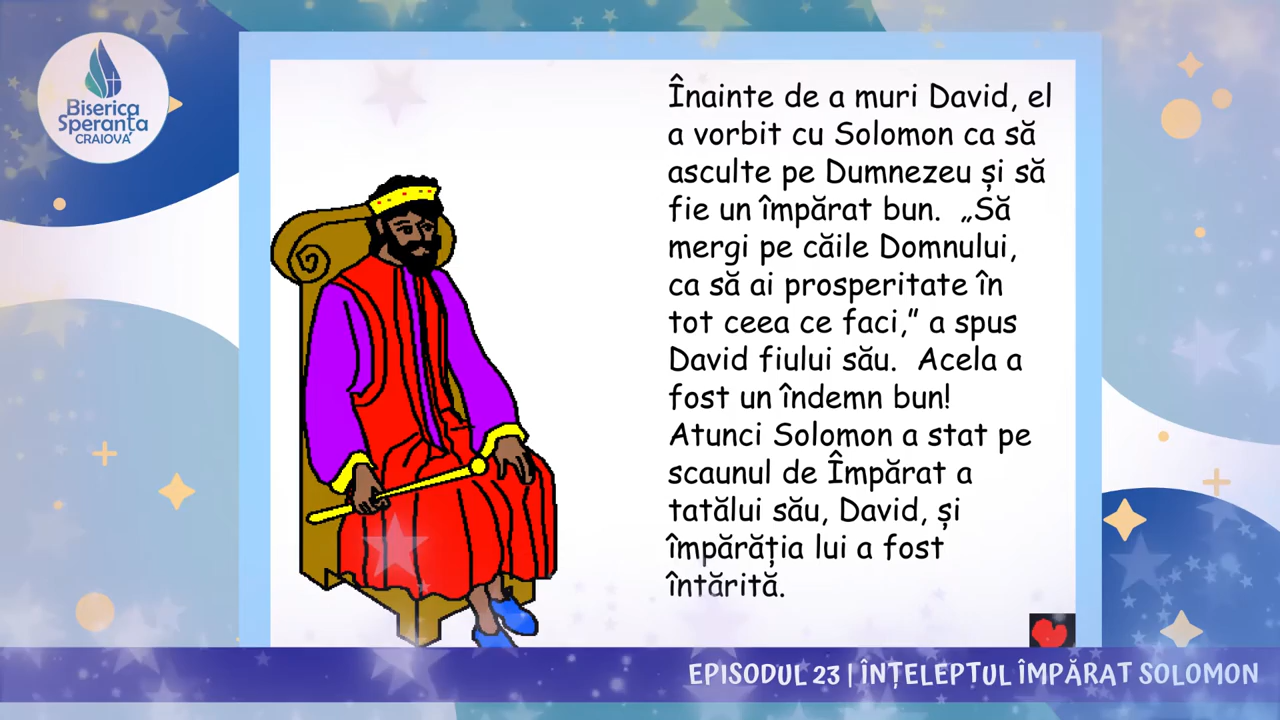 Biserica
Speranța
CRAIOVA
Înainte de a muri David, el
a vorbit cu Solomon ca să
asculte pe Dumnezeu și să
fie un împărat bun.  „Să
mergi pe căile Domnului,
ca să ai prosperitate în
tot ceea ce faci,” a spus
David fiului său.  Acela a
fost un îndemn bun!
Atunci Solomon a stat pe
scaunul de Împărat a
tatălui său, David, și
împărăția lui a fost
întărită.
EPISODUL 23 | ÎNȚELEPTUL ÎMPĂRAT SOLOMON